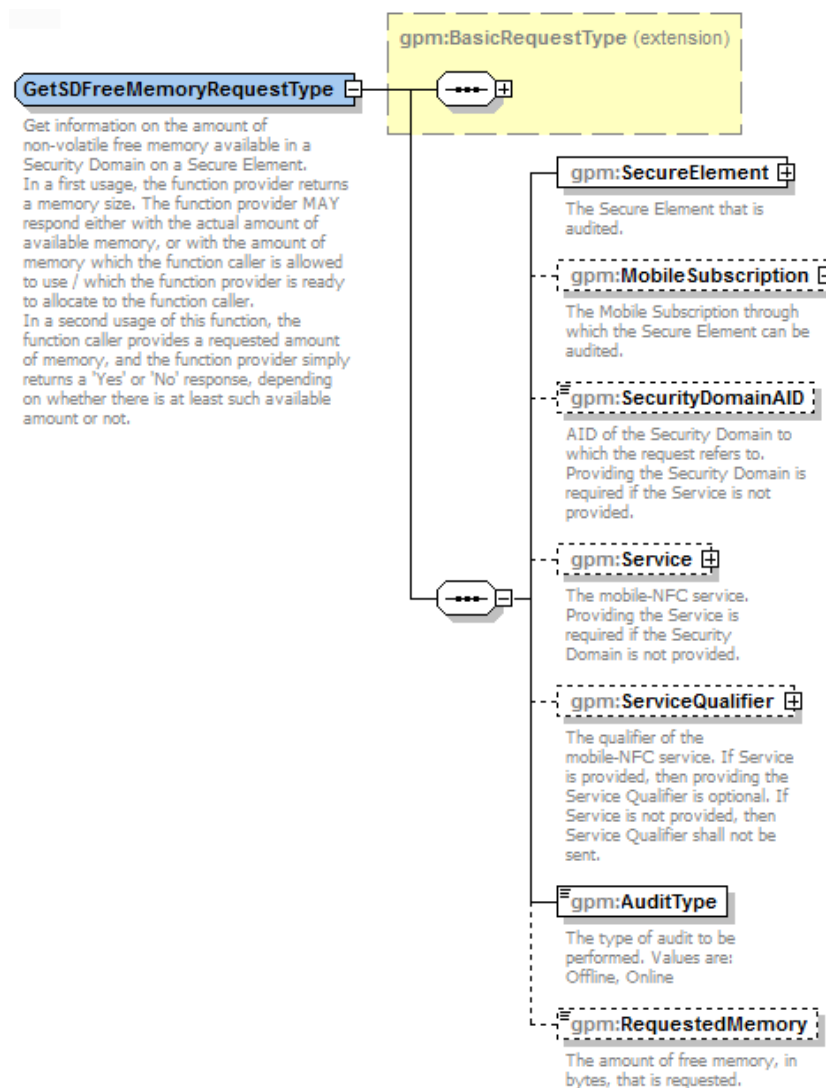 gpm:BasicRequestType (extension)
GetSDFreeMemoryRequestType
Get information on the amount of
non-volatile free memory available in a
Security Domain on a Secure Element.
In a first usage, the function provider returns
a memory size. The function provider MAY
respond either with the actual amount of
available memory, or with the amount of
memory which the function caller is allowed
to use / which the function provider is ready
to allocate to the function caller.
In a second usage of this function, the
function caller provides a requested amount
of memory, and the function provider simply
returns a 'Yes' or 'No' response, depending
on whether there is at least such available
amount or not.
gpm:SecureElement
The Secure Element that is
audited.
gpm:MobileSubscription
The Mobile Subscription through
which the Secure Element can be
audited.
gpm:SecurityDomainAID
AID of the Security Domain to
which the request refers to.
Providing the Security Domain is
required if the Service is not
provided.
gpm:Service
The mobile-NFC service.
Providing the Service is
required if the Security
Domain is not provided.
gpm:ServiceQualifier
The qualifier of the
mobile-NFC service. If Service
is provided, then providing the
Service Qualifier is optional. If
Service is not provided, then
Service Qualifier shall not be
sent.
gpm:AuditType
The type of audit to be
performed. Values are:
Offline, Online
gpm:RequestedMemory
The amount of free memory, in
bytes, that is requested.